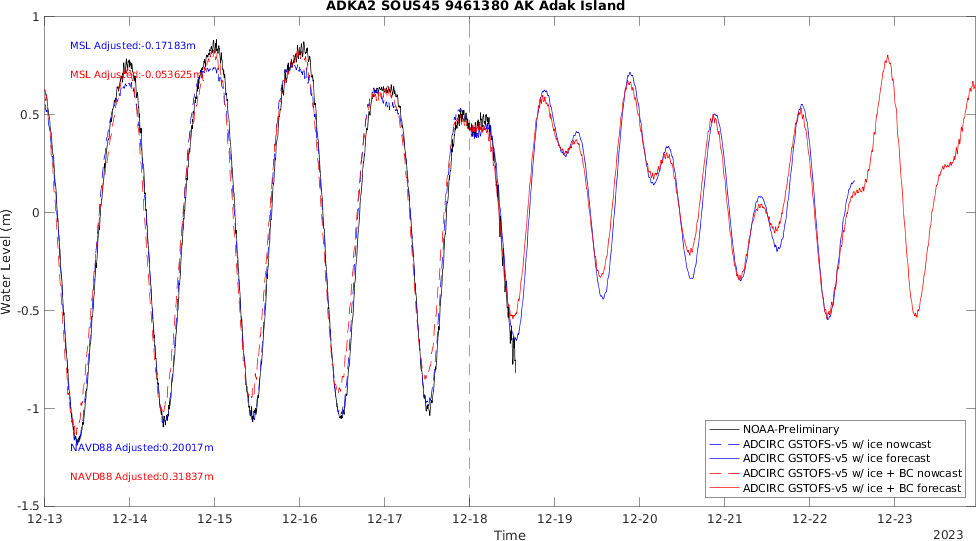 ADKA2 SOUS45 9461380 AK Adak Island
1
0.5
0
-0.5
-1
-1.5
Water Level (m)
MSL Adjusted:-0.17183m
MSL Adjusted:-0.053625m
NAVD88 Adjusted:0.20017m
NAVD88 Adjusted:0.31837m
NOAA-Preliminary
ADCIRC GSTOFS-v5 w/ ice nowcast
ADCIRC GSTOFS-v5 w/ ice forecast
ADCIRC GSTOFS-v5 w/ ice + BC nowcast
ADCIRC GSTOFS-v5 w/ ice + BC forecast
12-13 12-14 12-15 12-16 12-17 12-18 12-19 12-20 12-21 12-22 12-23
Time
2023